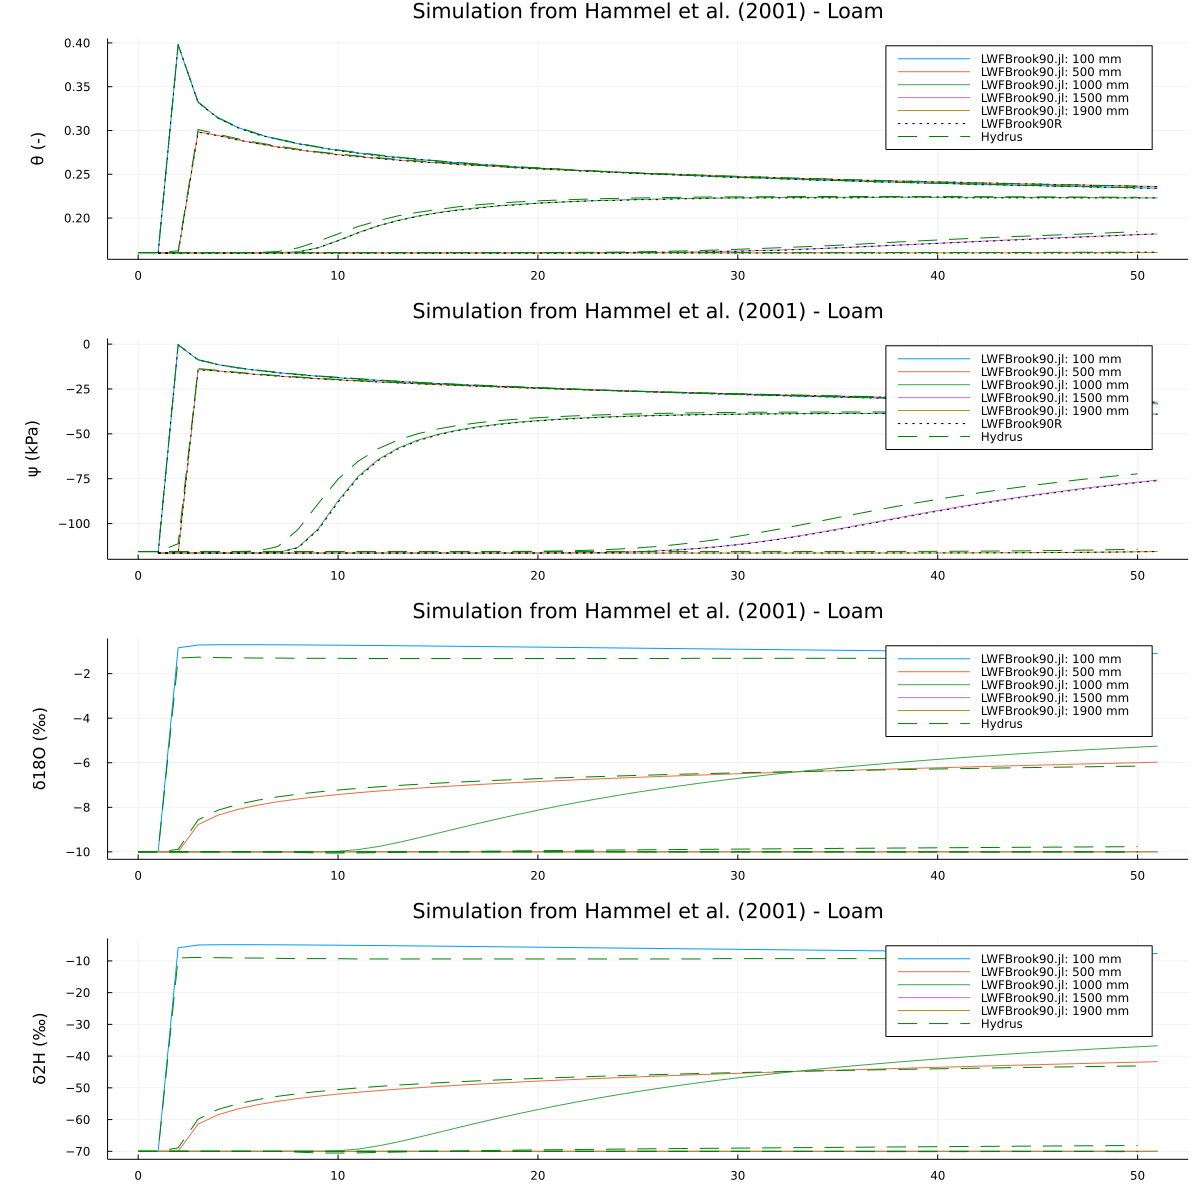 Simulation from Hammel et al. (2001) - Loam
θ (-)
0.40
0.35
0.30
0.25
0.20
0 10 20 30 40 50
LWFBrook90.jl: 100 mm
LWFBrook90.jl: 500 mm
LWFBrook90.jl: 1000 mm
LWFBrook90.jl: 1500 mm
LWFBrook90.jl: 1900 mm
LWFBrook90R
Hydrus
Simulation from Hammel et al. (2001) - Loam
ψ (kPa)
0
−25
−50
−75
−100
0 10 20 30 40 50
LWFBrook90.jl: 100 mm
LWFBrook90.jl: 500 mm
LWFBrook90.jl: 1000 mm
LWFBrook90.jl: 1500 mm
LWFBrook90.jl: 1900 mm
LWFBrook90R
Hydrus
Simulation from Hammel et al. (2001) - Loam
δ18O (‰)
−2
−4
−6
−8
−10
0 10 20 30 40 50
LWFBrook90.jl: 100 mm
LWFBrook90.jl: 500 mm
LWFBrook90.jl: 1000 mm
LWFBrook90.jl: 1500 mm
LWFBrook90.jl: 1900 mm
Hydrus
Simulation from Hammel et al. (2001) - Loam
δ2H (‰)
−10
−20
−30
−40
−50
−60
−70
0 10 20 30 40 50
LWFBrook90.jl: 100 mm
LWFBrook90.jl: 500 mm
LWFBrook90.jl: 1000 mm
LWFBrook90.jl: 1500 mm
LWFBrook90.jl: 1900 mm
Hydrus